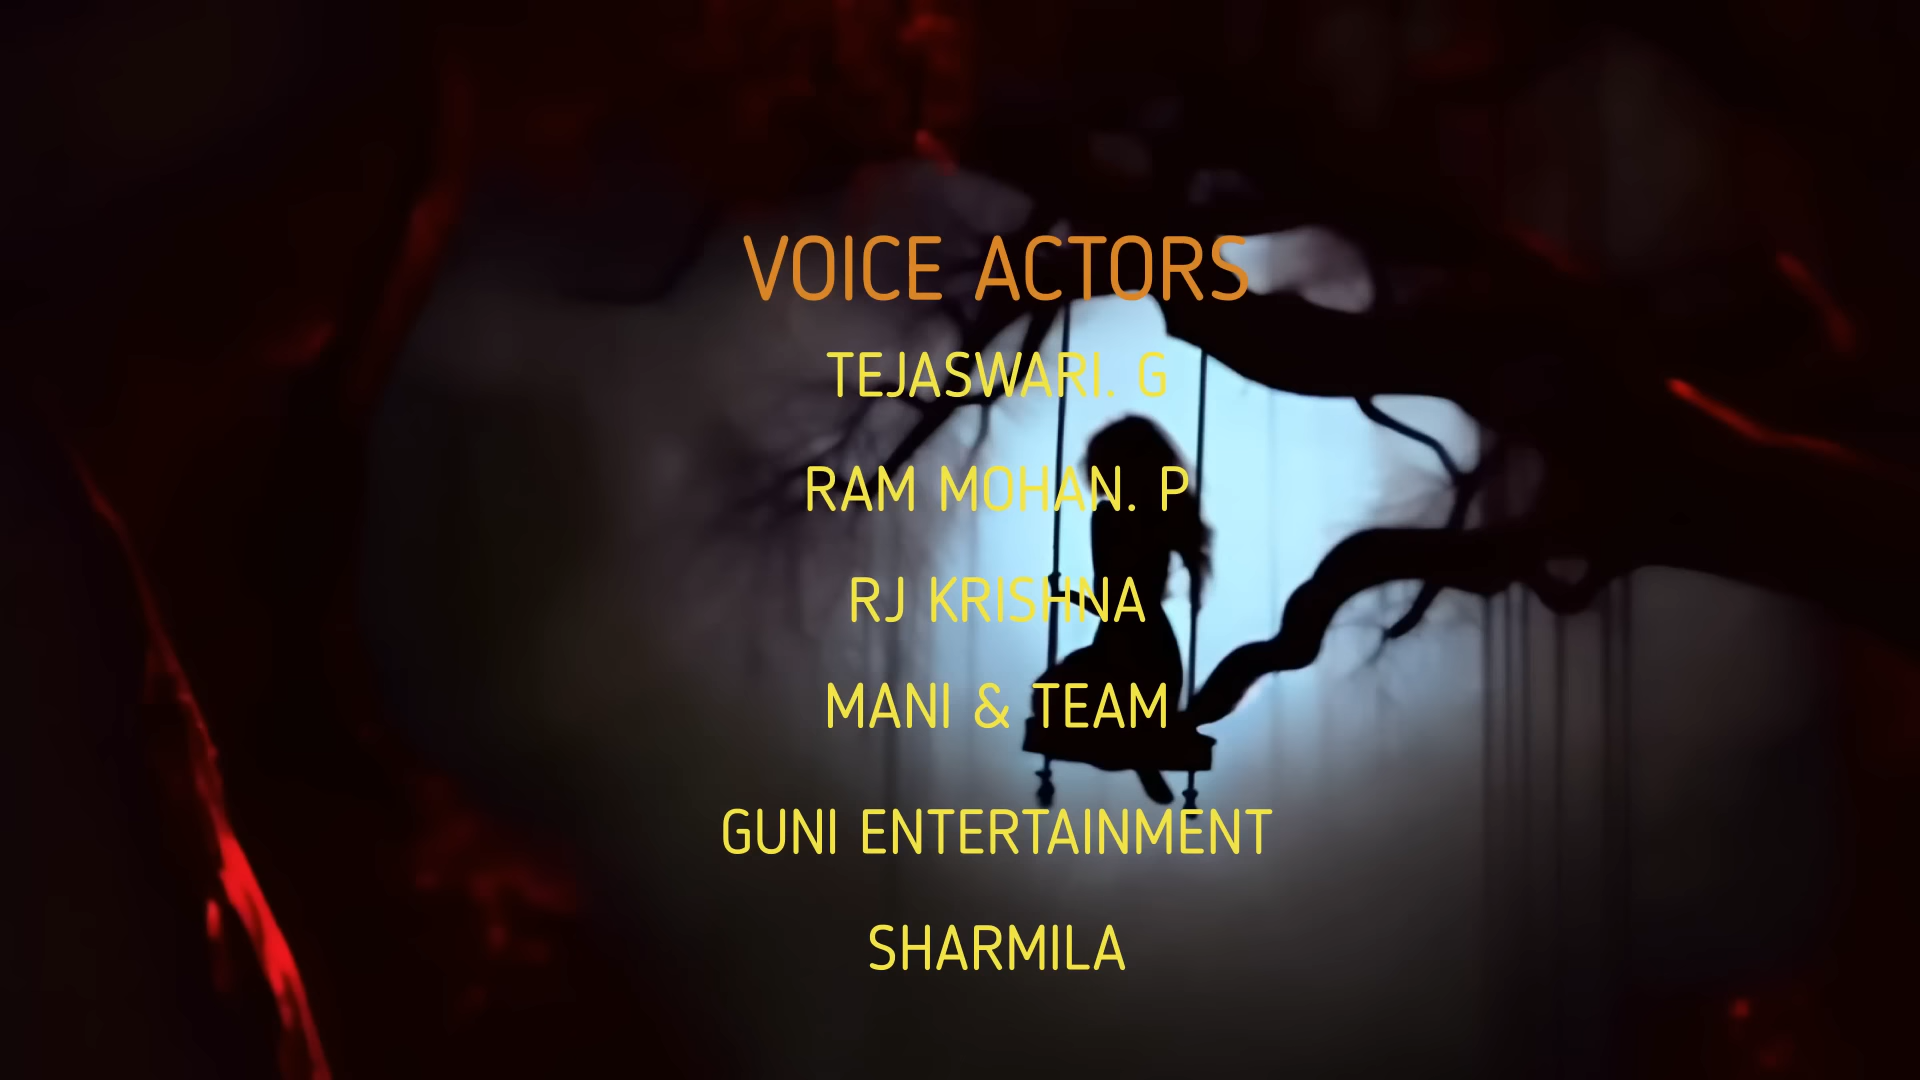 VOICE ACTORS
TEJASWARI. G
RAM MOHAN. P
RJ KRISHNA
MANI & TEAM
GUNI ENTERTAINMENT
SHARMILA